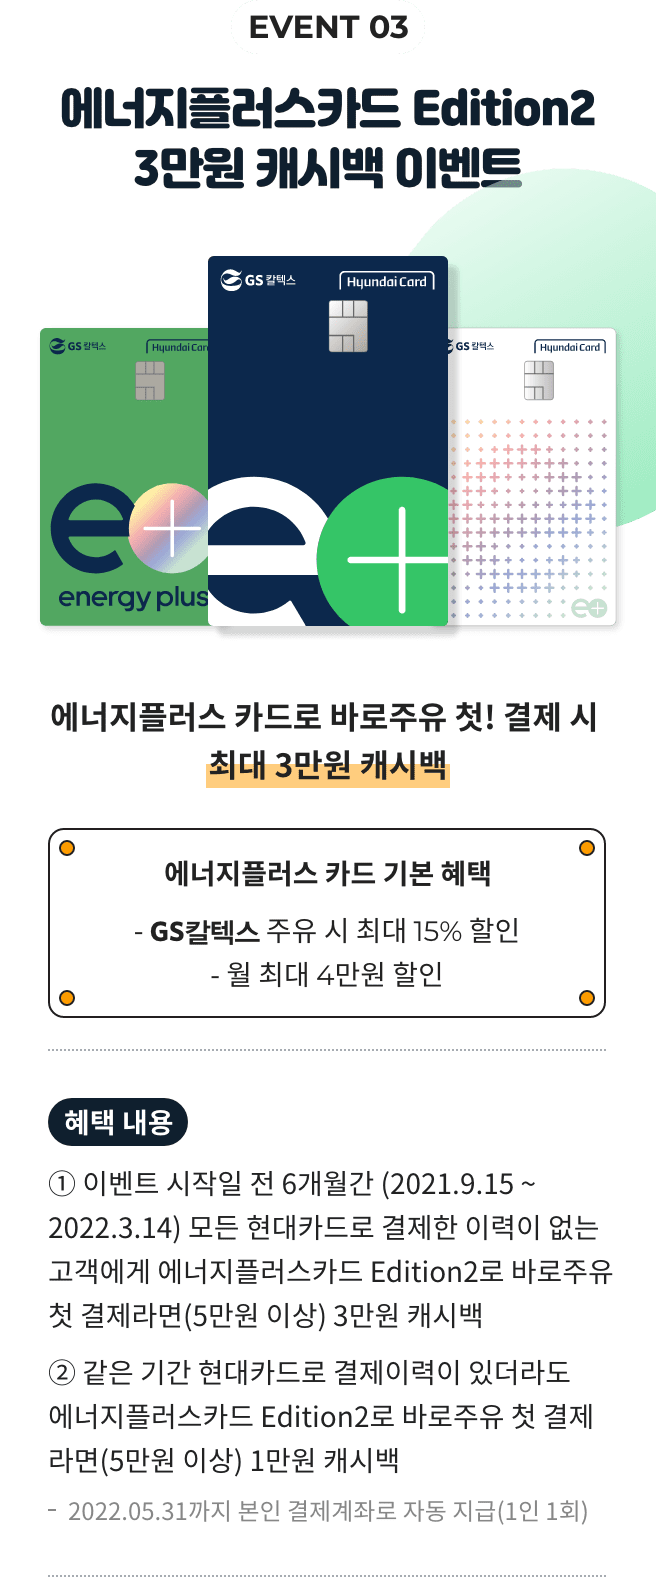 EVENT 03
에너지플러스카드 Edition2
3만원 캐시백 이벤트
GS칼텍스
Hyundai Card
GS칼텍스
Hyundai Car
GS칼텍스
Hyundai Card
e+
energy plus
e+
e+
에너지플러스 카드로 바로주유 첫! 결제 시
최대 3만원 캐시백
에너지플러스 카드 기본 혜택
- GS칼텍스 주유 시 최대 15% 할인
- 월 최대 4만원 할인
혜택 내용
① 이벤트 시작일 전 6개월간 (2021.9.15 ~
2022.3.14) 모든 현대카드로 결제한 이력이 없는
고객에게 에너지플러스카드 Edition2로 바로주유
첫 결제라면(5만원 이상) 3만원 캐시백
② 같은 기간 현대카드로 결제이력이 있더라도
에너지플러스카드 Edition2로 바로주유 첫 결제
라면(5만원 이상) 1만원 캐시백
- 2022.05.31까지 본인 결제계좌로 자동 지급(1인 1회)